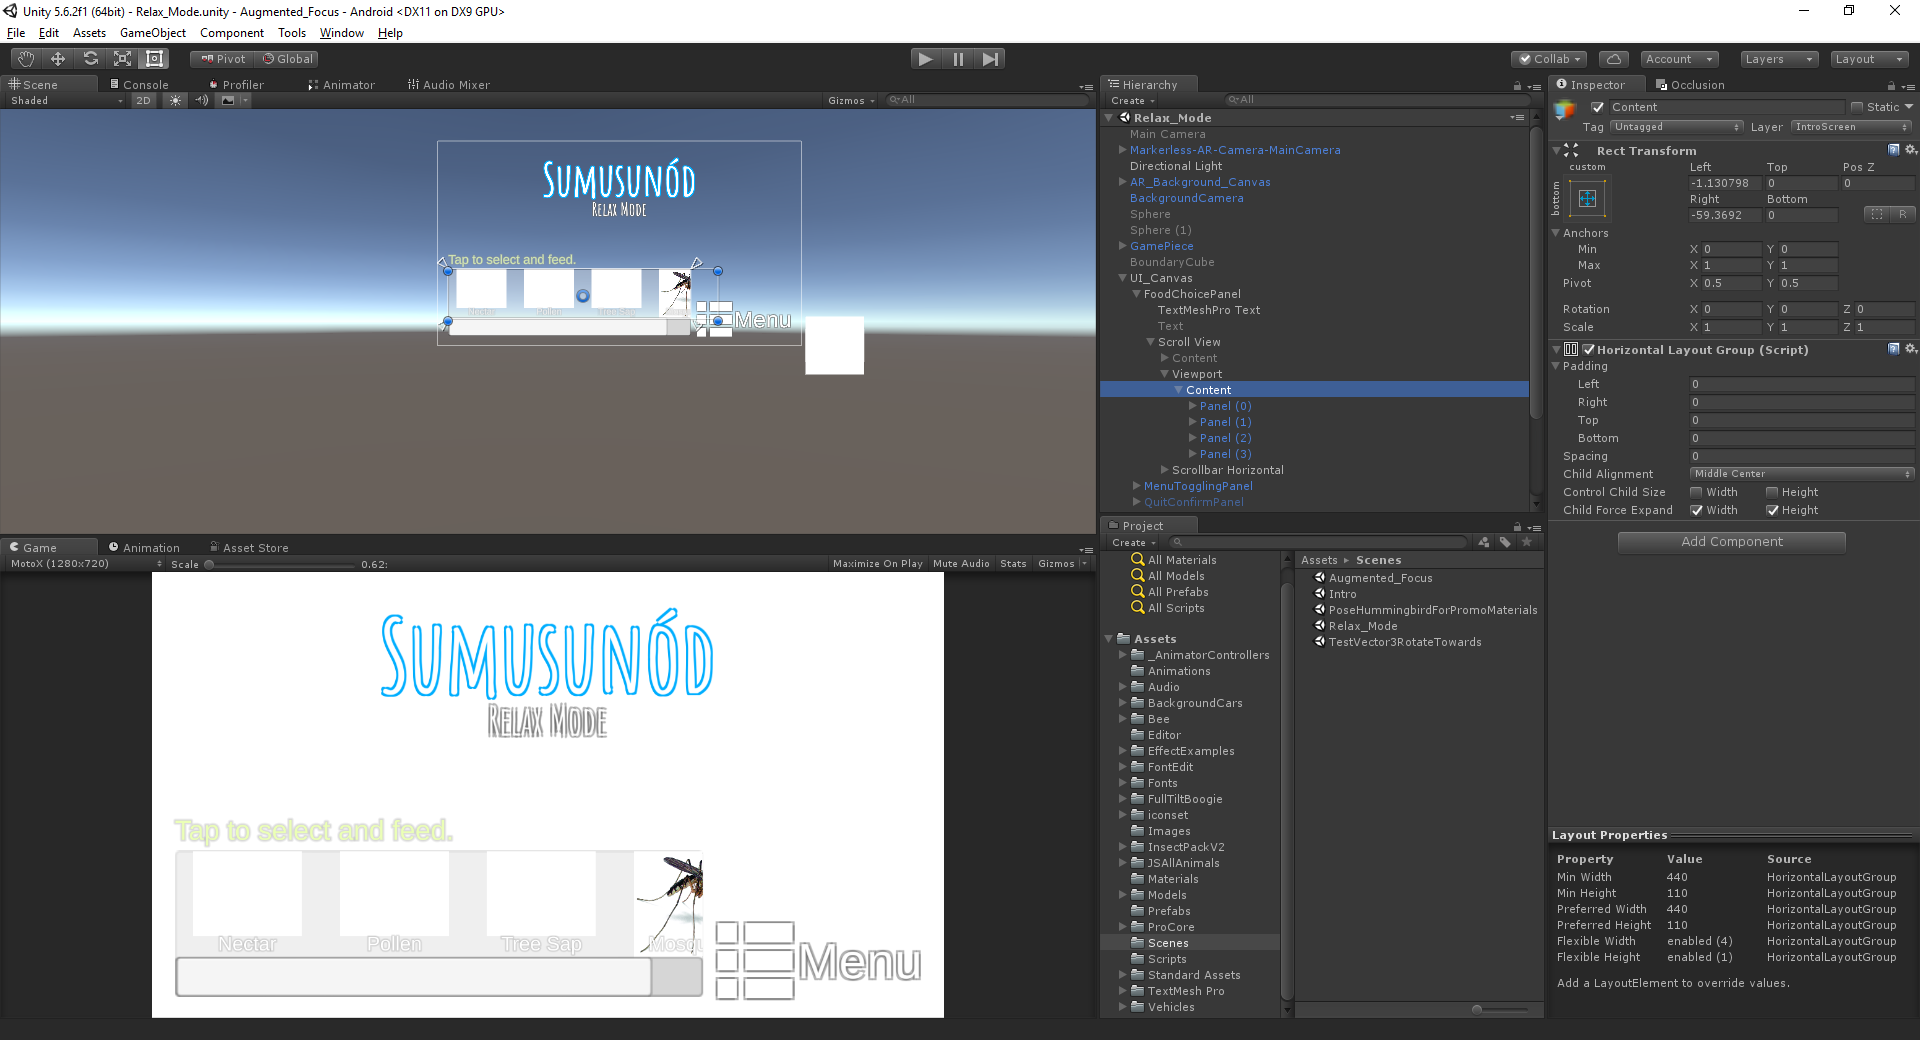 Unity 5.6.2f1 (64bit) - Relax_Mode.unity - Augmented_Focus - Android <DX11 on DX9 GPU>
File Edit Assets GameObject Component Tools Window Help
Pivot Global Collab Account Layers Layout
Scene Console Profiler Animator Audio Mixer
Shaded 2D Gizmos All
SUMUSUNÓD
RELAX MODE
Tap to select and feed.
Menu
Game Animation Asset Store
MotoX (1280x720) Scale 0.62: Maximize On Play Mute Audio Stats Gizmos
SUMUSUNÓD
RELAX MODE
Tap to select and feed.
Nectar Pollen Tree Sap Mosqu
Menu
Hierarchy
Create All
Relax_Mode
Main Camera
Markerless-AR-Camera-MainCamera
Directional Light
AR_Background_Canvas
BackgroundCamera
Sphere
Sphere (1)
GamePiece
BoundaryCube
UI_Canvas
FoodChoicePanel
TextMeshPro Text
Text
Scroll View
Content
Viewport
Content
Panel (0)
Panel (1)
Panel (2)
Panel (3)
Scrollbar Horizontal
MenuTogglingPanel
QuitConfirmPanel
Project
Create
All Materials
All Models
All Prefabs
All Scripts
Assets
_AnimatorControllers
Animations
Audio
BackgroundCars
Bee
Editor
EffectExamples
FontEdit
Fonts
FullTiltBoogie
iconset
Images
InsectPackV2
JSAllAnimals
Materials
Models
Prefabs
ProCore
Scenes
Scripts
Standard Assets
TextMesh Pro
Vehicles
Assets Scenes
Augmented_Focus
Intro
PoseHummingbirdForPromoMaterials
Relax_Mode
TestVector3RotateTowards
Inspector Occlusion
Content Static
Tag Untagged Layer IntroScreen
Rect Transform
custom Left Top Pos Z
bottom -1.130798 0 0
Right Bottom
-59.3692 0 R
Anchors
Min X 0 Y 0
Max X 1 Y 1
Pivot X 0.5 Y 0.5
Rotation X 0 Y 0 Z 0
Scale X 1 Y 1 Z 1
Horizontal Layout Group (Script)
Padding
Left 0
Right 0
Top 0
Bottom 0
Spacing 0
Child Alignment Middle Center
Control Child Size Width Height
Child Force Expand Width Height
Add Component
Layout Properties
Property Value Source
Min Width 440 HorizontalLayoutGroup
Min Height 110 HorizontalLayoutGroup
Preferred Width 440 HorizontalLayoutGroup
Preferred Height 110 HorizontalLayoutGroup
Flexible Width enabled (4) HorizontalLayoutGroup
Flexible Height enabled (1) HorizontalLayoutGroup
Add a LayoutElement to override values.